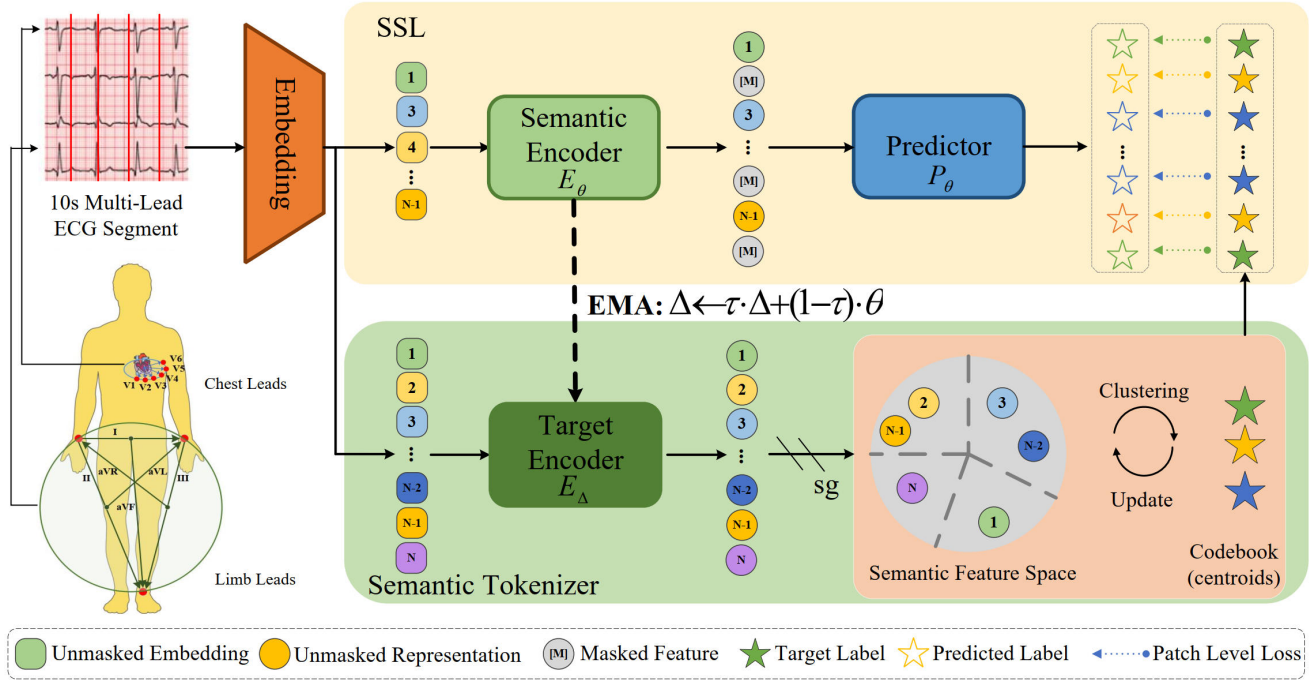 SSL
10s Multi-Lead
ECG Segment
Embedding
1
3
4
N-1
Semantic
Encoder
E_θ
1
[M]
3
[M]
N-1
[M]
Predictor
P_θ
EMA: Δ←τ·Δ+(1−τ)·θ
V6
V5
V4
V3
V2
V1
Chest Leads
I
aVR
aVL
II
III
aVF
Limb Leads
1
2
3
N-2
N-1
N
Target
Encoder
E_Δ
1
2
3
N-2
N-1
N
sg
2
3
N-1
N-2
N
1
Semantic Feature Space
Clustering
Update
Codebook
(centroids)
Semantic Tokenizer
Unmasked Embedding
Unmasked Representation
[M]
Masked Feature
Target Label
Predicted Label
Patch Level Loss